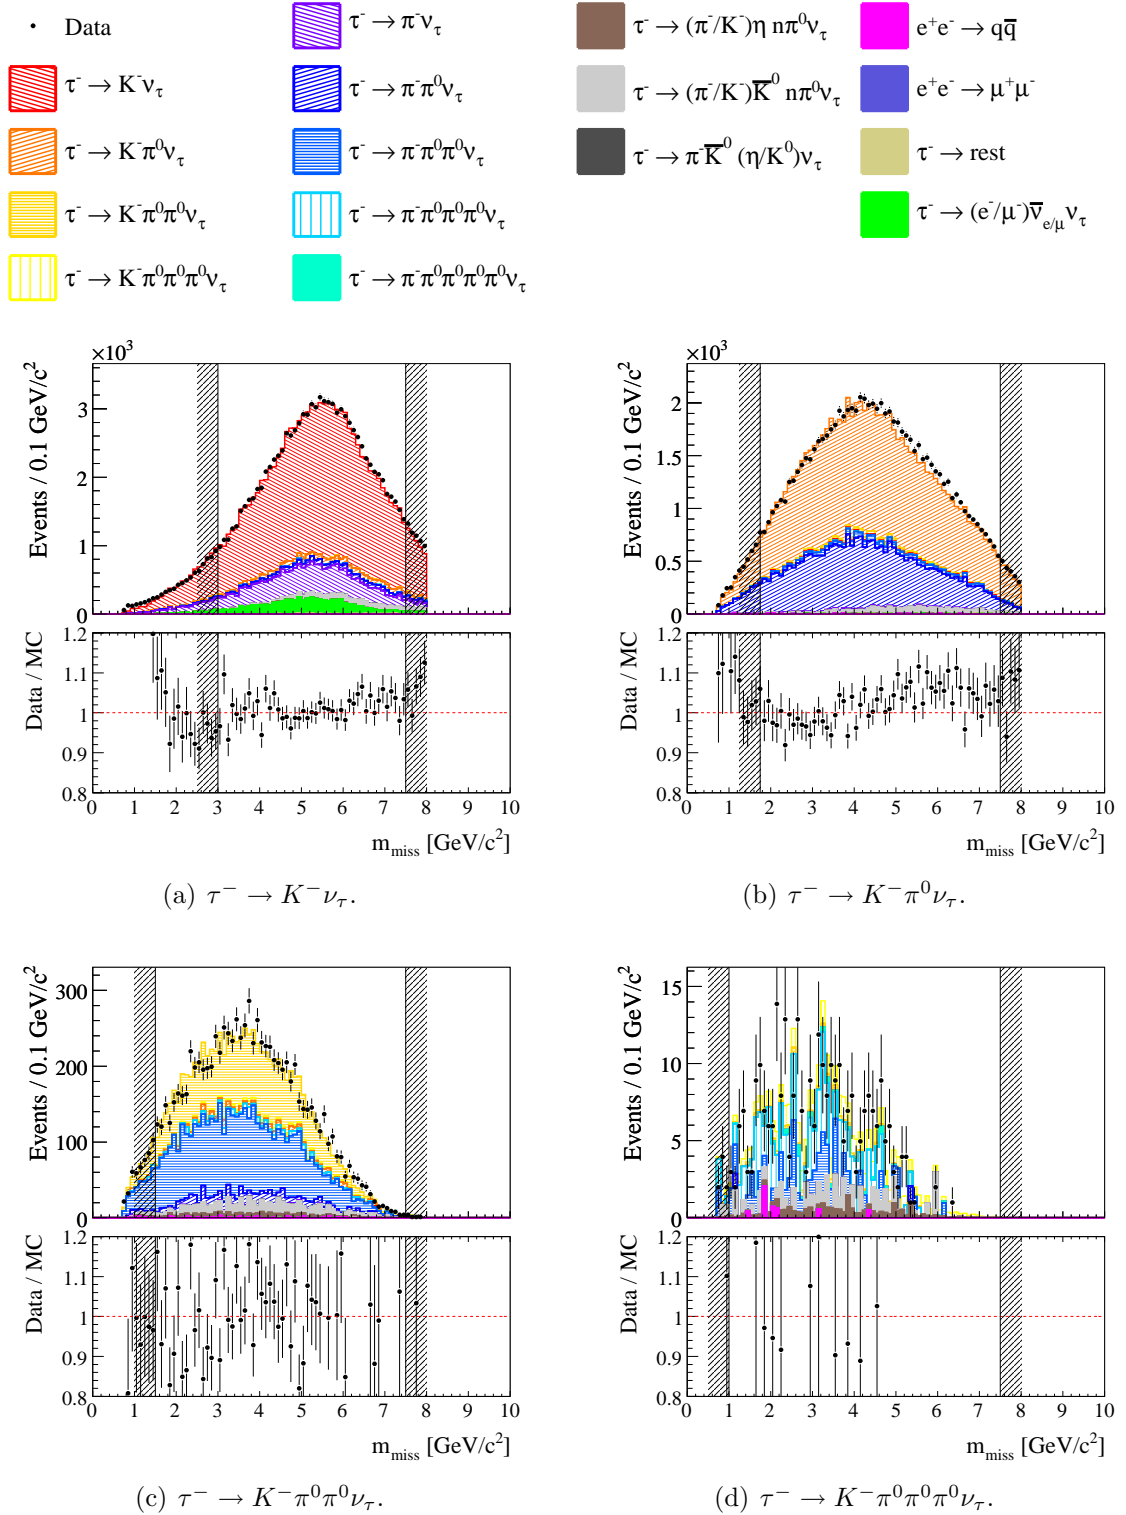 Data
τ⁻ → K⁻ν_τ
τ⁻ → K⁻π⁰ν_τ
τ⁻ → K⁻π⁰π⁰ν_τ
τ⁻ → K⁻π⁰π⁰π⁰ν_τ
τ⁻ → π⁻ν_τ
τ⁻ → π⁻π⁰ν_τ
τ⁻ → π⁻π⁰π⁰ν_τ
τ⁻ → π⁻π⁰π⁰π⁰ν_τ
τ⁻ → π⁻π⁰π⁰π⁰π⁰ν_τ
τ⁻ → (π⁻/K⁻)η nπ⁰ν_τ
τ⁻ → (π⁻/K⁻)K̅⁰ nπ⁰ν_τ
τ⁻ → π⁻K̅⁰ (η/K⁰)ν_τ
e⁺e⁻ → qq̅
e⁺e⁻ → μ⁺μ⁻
τ⁻ → rest
τ⁻ → (e⁻/μ⁻)ν̅_e/μ ν_τ
×10³
Events / 0.1 GeV/c²
3
2
1
0
Data / MC
1.2
1.1
1
0.9
0.8
0 1 2 3 4 5 6 7 8 9 10
m_miss [GeV/c²]
(a) τ⁻ → K⁻ν_τ.
×10³
Events / 0.1 GeV/c²
2
1.5
1
0.5
0
Data / MC
1.2
1.1
1
0.9
0.8
0 1 2 3 4 5 6 7 8 9 10
m_miss [GeV/c²]
(b) τ⁻ → K⁻π⁰ν_τ.
Events / 0.1 GeV/c²
300
200
100
0
Data / MC
1.2
1.1
1
0.9
0.8
0 1 2 3 4 5 6 7 8 9 10
m_miss [GeV/c²]
(c) τ⁻ → K⁻π⁰π⁰ν_τ.
Events / 0.1 GeV/c²
15
10
5
0
Data / MC
1.2
1.1
1
0.9
0.8
0 1 2 3 4 5 6 7 8 9 10
m_miss [GeV/c²]
(d) τ⁻ → K⁻π⁰π⁰π⁰ν_τ.